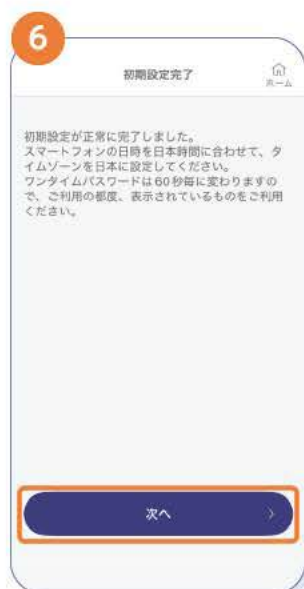 6
初期設定完了
ホーム
初期設定が正常に完了しました。
スマートフォンの日時を日本時間に合わせて、タ
イムゾーンを日本に設定してください。
ワンタイムパスワードは60秒毎に変わりますの
で、ご利用の都度、表示されているものをご利用
ください。
次へ